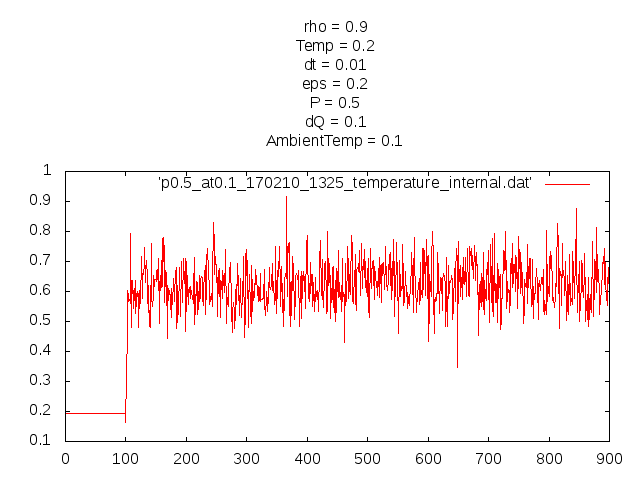 rho = 0.9
Temp = 0.2
dt = 0.01
eps = 0.2
P = 0.5
dQ = 0.1
AmbientTemp = 0.1
1
'p0.5_at0.1_170210_1325_temperature_internal.dat'
0.9
0.8
0.7
0.6
0.5
0.4
0.3
0.2
0.1
0 100 200 300 400 500 600 700 800 900